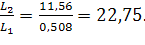 L₂/L₁ = 11,56/0,508 = 22,75.